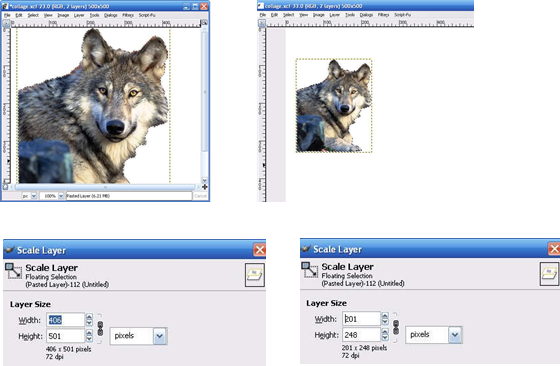 *collage.xcf-33.0 (RGB, 2 layers) 500x500
File Edit Select View Image Layer Tools Dialogs Filters Script-Fu
px 100% Pasted Layer (6.21 MB) Cancel
collage.xcf-33.0 (RGB, 2 layers) 500x500
File Edit Select View Image Layer Tools Dialogs Filters Script-Fu
Scale Layer
Scale Layer
Floating Selection
(Pasted Layer)-112 (Untitled)
Layer Size
Width: 406
Height: 501 pixels
406 x 501 pixels
72 dpi
Scale Layer
Scale Layer
Floating Selection
(Pasted Layer)-112 (Untitled)
Layer Size
Width: 201
Height: 248 pixels
201 x 248 pixels
72 dpi